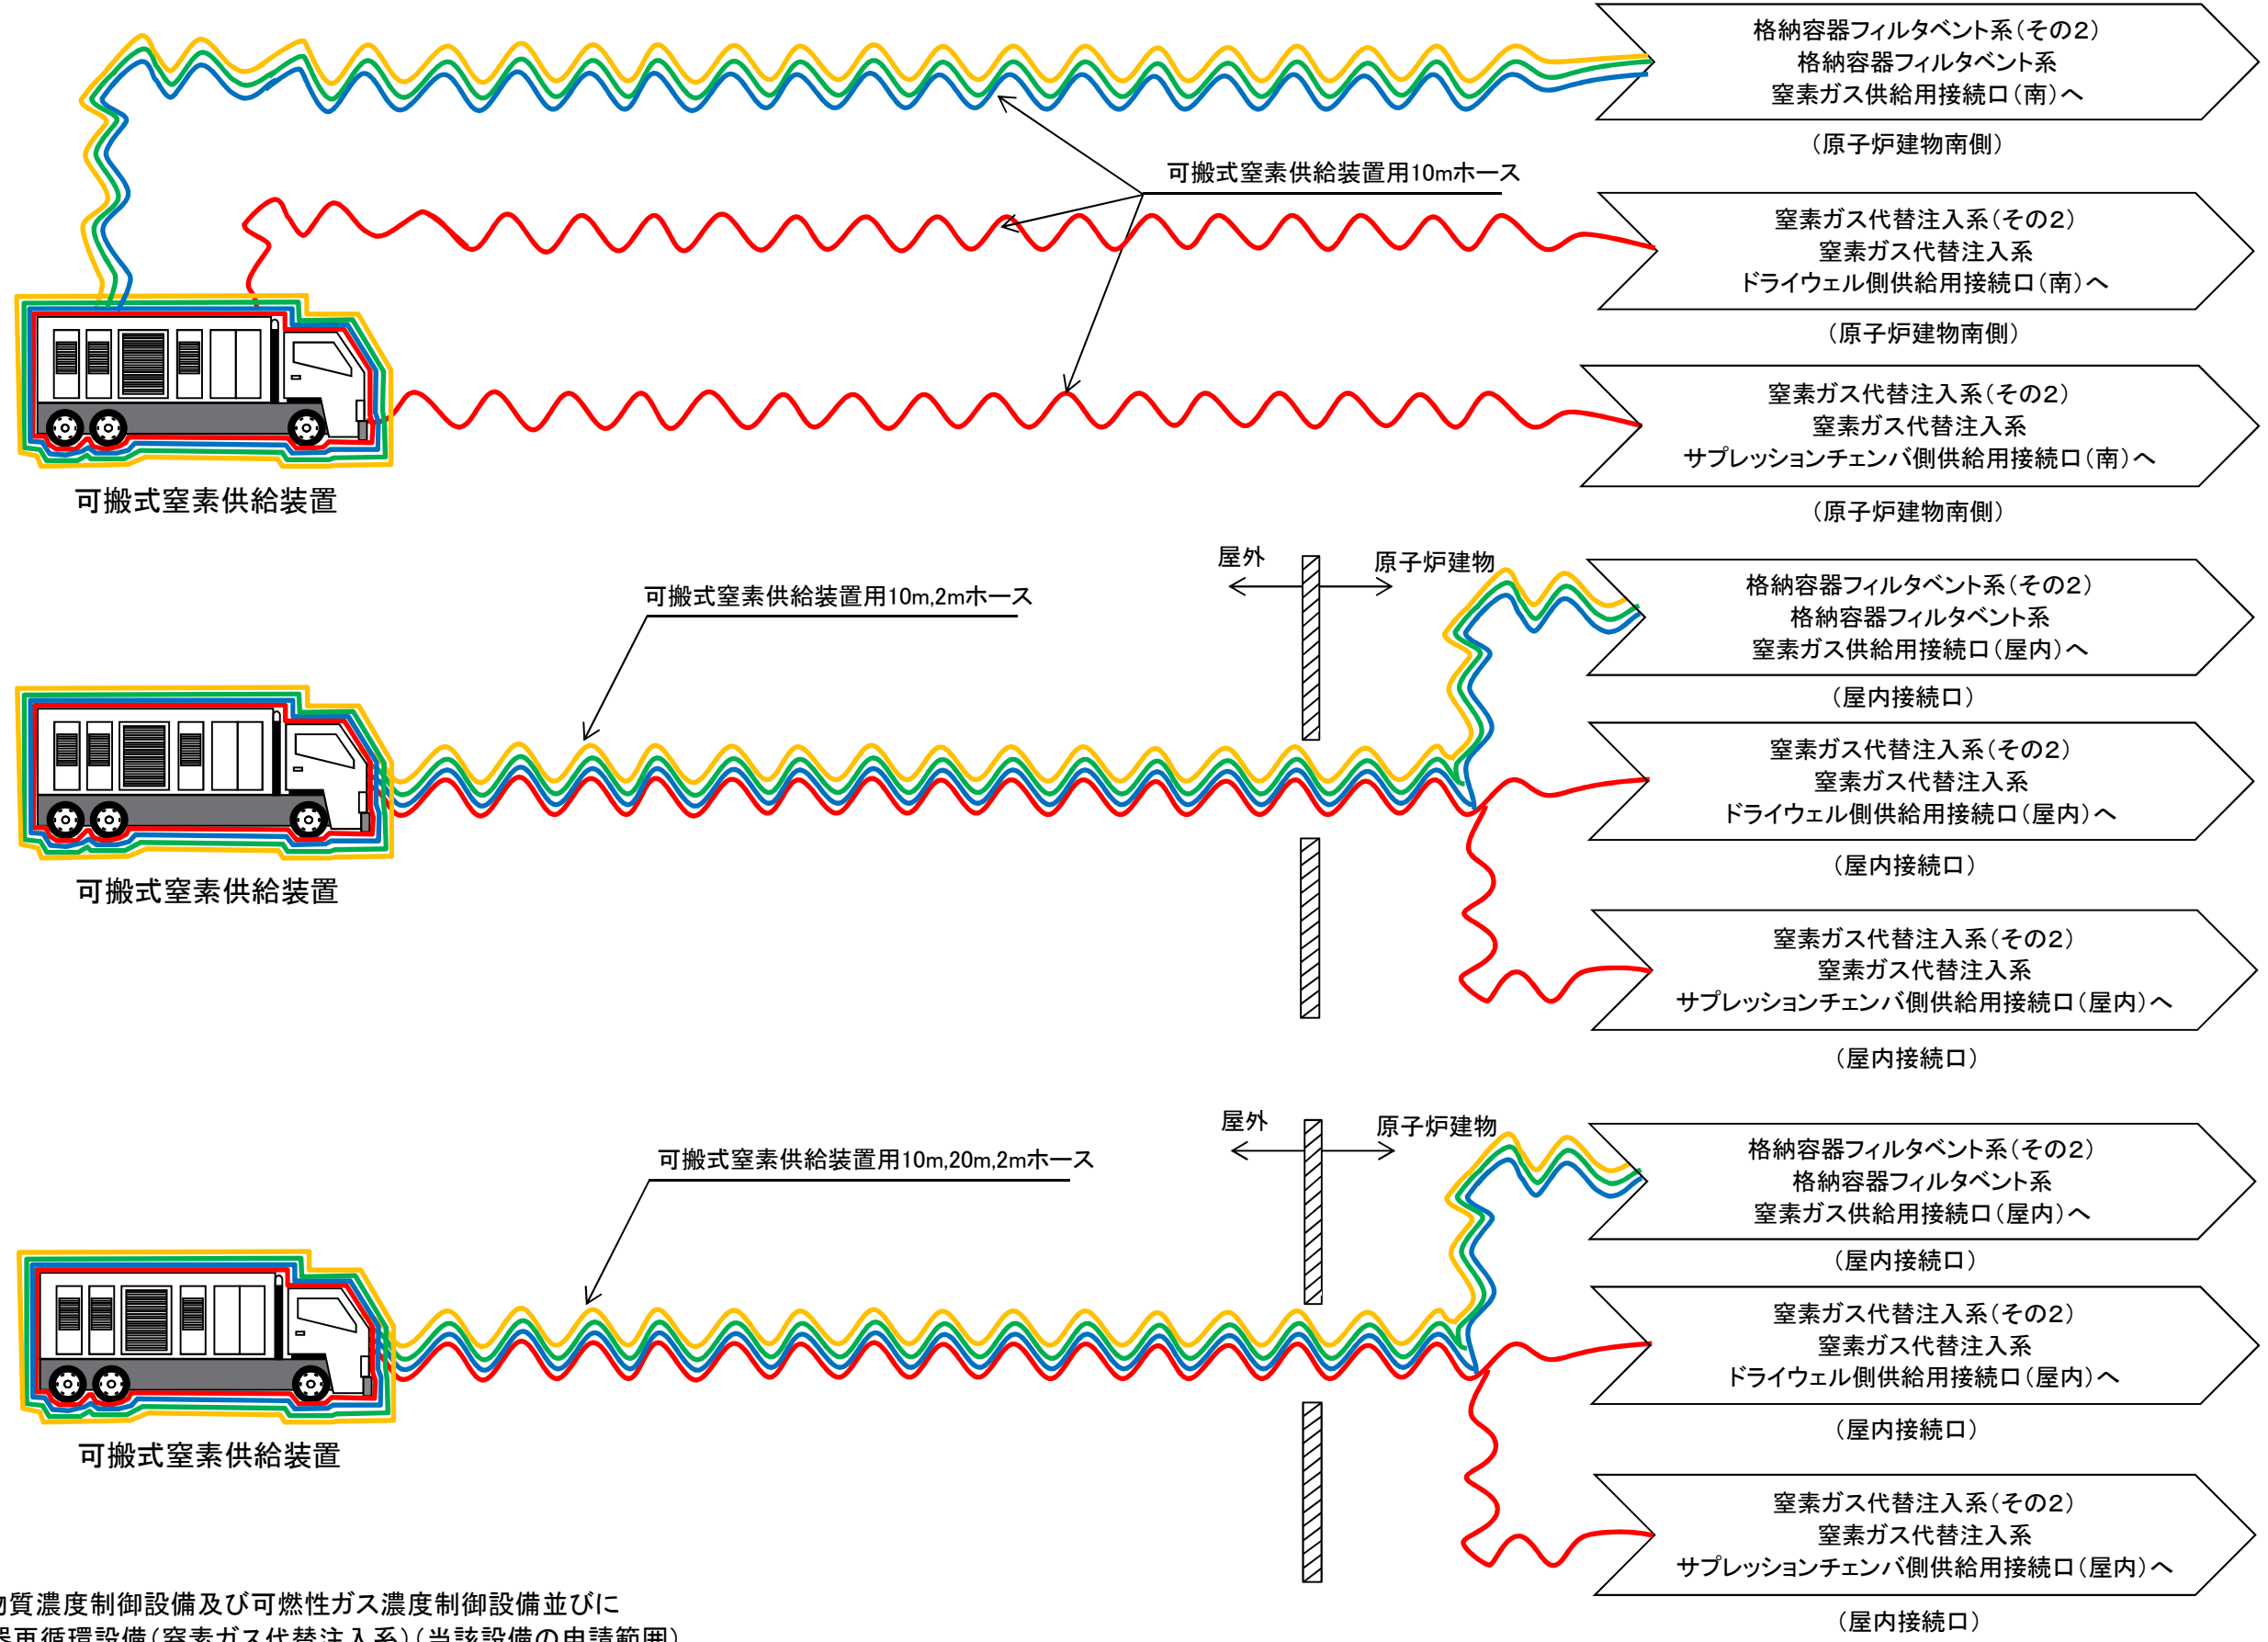 格納容器フィルタベント系(その2)
格納容器フィルタベント系
窒素ガス供給用接続口(南)へ
(原子炉建物南側)
可搬式窒素供給装置用10mホース
窒素ガス代替注入系(その2)
窒素ガス代替注入系
ドライウェル側供給用接続口(南)へ
(原子炉建物南側)
窒素ガス代替注入系(その2)
窒素ガス代替注入系
サプレッションチェンバ側供給用接続口(南)へ
(原子炉建物南側)
可搬式窒素供給装置
屋外
原子炉建物
可搬式窒素供給装置用10m,2mホース
格納容器フィルタベント系(その2)
格納容器フィルタベント系
窒素ガス供給用接続口(屋内)へ
(屋内接続口)
窒素ガス代替注入系(その2)
窒素ガス代替注入系
ドライウェル側供給用接続口(屋内)へ
(屋内接続口)
可搬式窒素供給装置
窒素ガス代替注入系(その2)
窒素ガス代替注入系
サプレッションチェンバ側供給用接続口(屋内)へ
(屋内接続口)
屋外
原子炉建物
可搬式窒素供給装置用10m,20m,2mホース
格納容器フィルタベント系(その2)
格納容器フィルタベント系
窒素ガス供給用接続口(屋内)へ
(屋内接続口)
窒素ガス代替注入系(その2)
窒素ガス代替注入系
ドライウェル側供給用接続口(屋内)へ
(屋内接続口)
可搬式窒素供給装置
窒素ガス代替注入系(その2)
窒素ガス代替注入系
サプレッションチェンバ側供給用接続口(屋内)へ
(屋内接続口)
物質濃度制御設備及び可燃性ガス濃度制御設備並びに
器再循環設備(窒素ガス代替注入系)(当該設備の申請範囲)